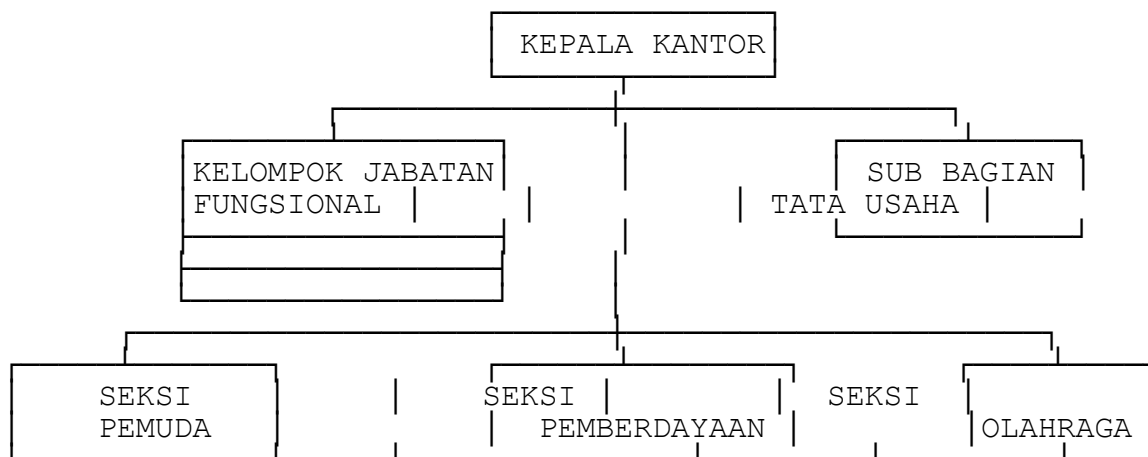 KEPALA KANTOR
KELOMPOK JABATAN SUB BAGIAN
FUNGSIONAL TATA USAHA
SEKSI SEKSI SEKSI
PEMUDA PEMBERDAYAAN OLAHRAGA